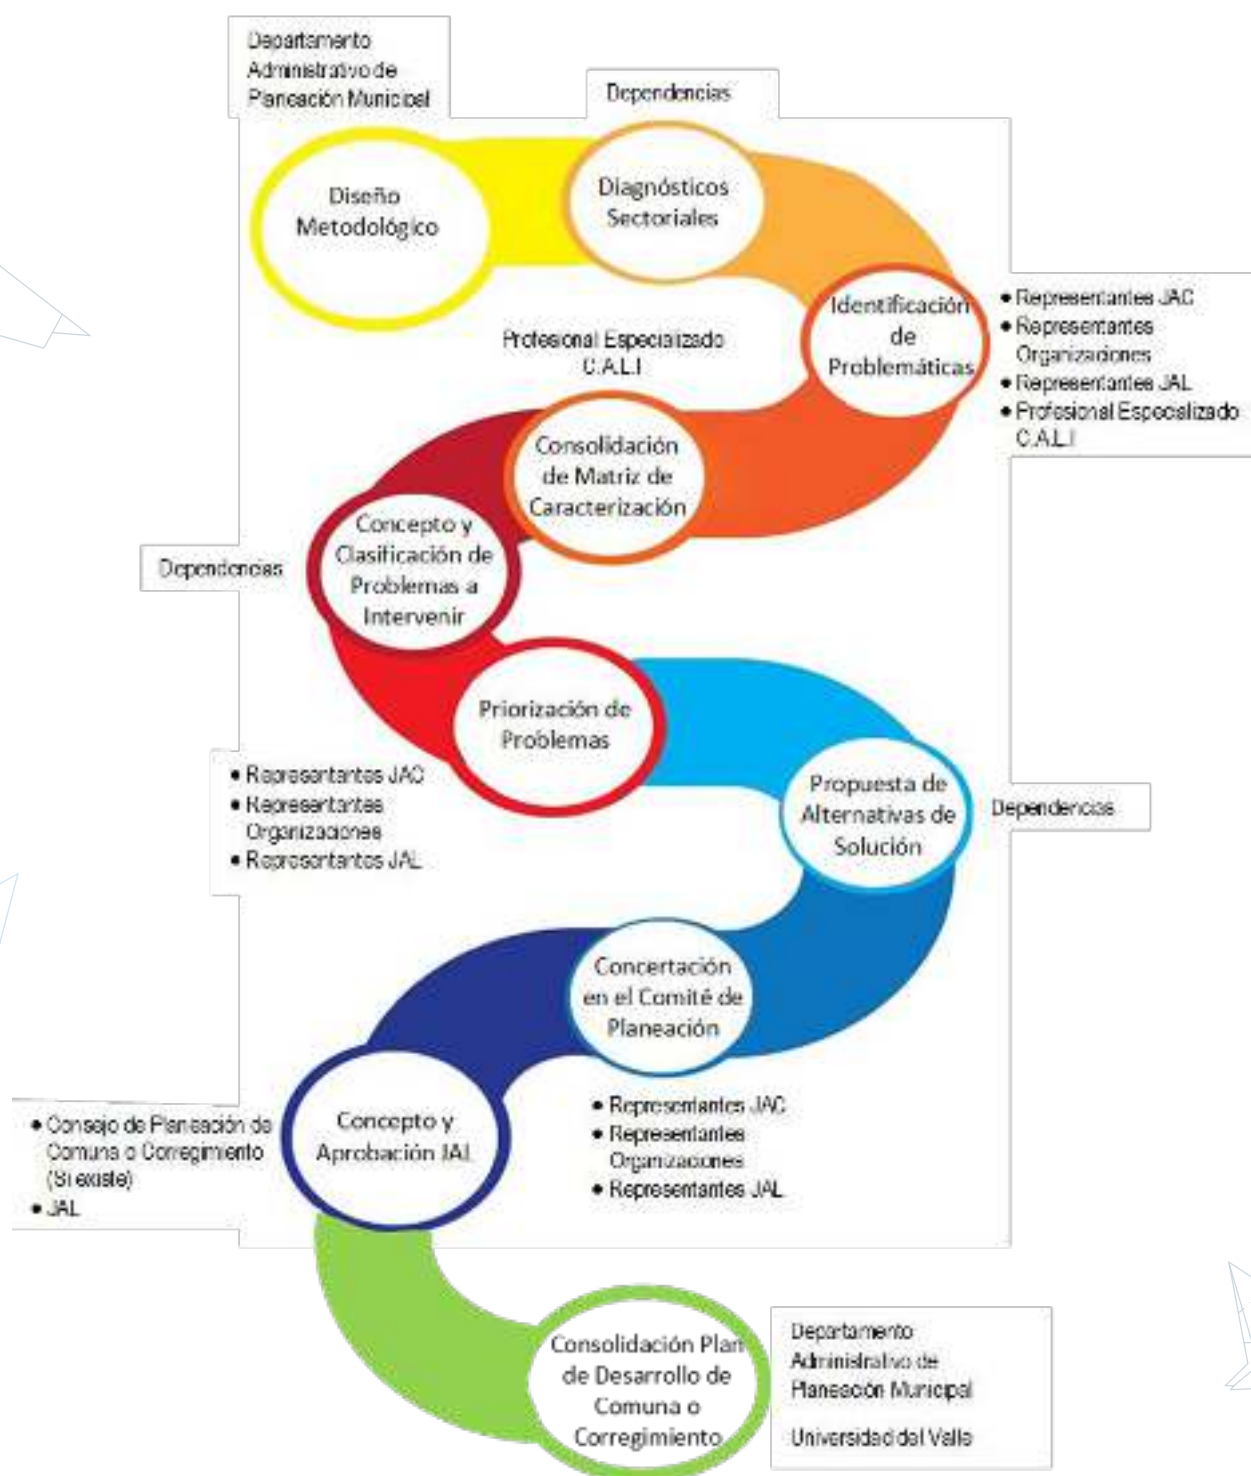 Departamento
Administrativo de
Planeación Municipal
Dependencias
Diseño
Metodológico
Diagnósticos
Sectoriales
Identificación
de
Problemáticas
• Representantes JAC
• Representantes
Organizaciones
• Representantes JAL
• Profesional Especializado
C.A.L.I
Profesional Especializado
C.A.L.I
Consolidación
de Matriz de
Caracterización
Concepto y
Clasificación de
Problemas a
Intervenir
Dependencias
Priorización de
Problemas
• Representantes JAC
• Representantes
Organizaciones
• Representantes JAL
Propuesta de
Alternativas de
Solución
Dependencias
Concertación
en el Comité de
Planeación
• Representantes JAC
• Representantes
Organizaciones
• Representantes JAL
Concepto y
Aprobación JAL
• Consejo de Planeación de
Comuna o Corregimiento
(Si existe)
• JAL
Consolidación Plan
de Desarrollo de
Comuna o
Corregimiento
Departamento
Administrativo de
Planeación Municipal
Universidad del Valle